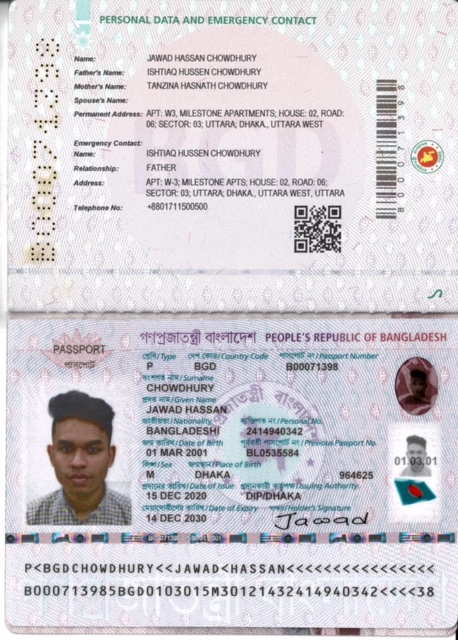 PERSONAL DATA AND EMERGENCY CONTACT
Name: JAWAD HASSAN CHOWDHURY
Father's Name: ISHTIAQ HUSSEN CHOWDHURY
Mother's Name: TANZINA HASNATH CHOWDHURY
Spouse's Name:
Permanent Address: APT: W3, MILESTONE APARTMENTS; HOUSE: 02, ROAD:
06; SECTOR: 03; UTTARA; DHAKA., UTTARA WEST
Emergency Contact:
Name: ISHTIAQ HUSSEN CHOWDHURY
Relationship: FATHER
Address: APT: W-3; MILESTONE APTS; HOUSE: 02, ROAD: 06;
SECTOR: 03; UTTARA; DHAKA., UTTARA WEST, UTTARA
Telephone No: +8801711500500
B00071398
গণপ্রজাতন্ত্রী বাংলাদেশ PEOPLE'S REPUBLIC OF BANGLADESH
PASSPORT
পাসপোর্ট
শ্রেণি/Type দেশ কোড/Country Code পাসপোর্ট নং/Passport Number
P BGD B00071398
বংশগত নাম/Surname
CHOWDHURY
প্রদত্ত নাম/Given Name
JAWAD HASSAN
জাতীয়তা/Nationality ব্যক্তিগত নং/Personal No.
BANGLADESHI 2414940342
জন্ম তারিখ/Date of Birth পূর্ববর্তী পাসপোর্ট নং/Previous Passport No.
01 MAR 2001 BL0535584
লিঙ্গ/Sex জন্মস্থান/Place of Birth
M DHAKA 964625
প্রদানের তারিখ/Date of Issue প্রদানকারী কর্তৃপক্ষ/Issuing Authority
15 DEC 2020 DIP/DHAKA
মেয়াদোত্তীর্ণের তারিখ/Date of Expiry স্বাক্ষর/Holder's Signature
14 DEC 2030 Jawad
01.03.01
P<BGDCHOWDHURY<<JAWAD<HASSAN<<<<<<<<<<<<<<<<
B000713985BGD0103015M30121432414940342<<<<38